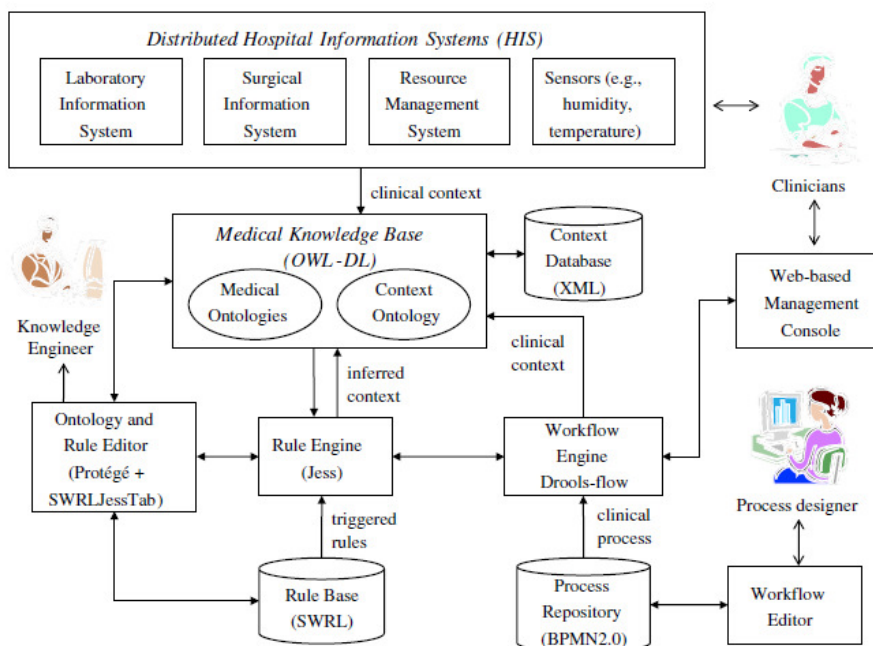 Distributed Hospital Information Systems (HIS)
Laboratory
Information
System
Surgical
Information
System
Resource
Management
System
Sensors (e.g.,
humidity,
temperature)
clinical context
Clinicians
Medical Knowledge Base
(OWL-DL)
Medical
Ontologies
Context
Ontology
Context
Database
(XML)
Web-based
Management
Console
Knowledge
Engineer
inferred
context
clinical
context
Ontology and
Rule Editor
(Protégé +
SWRLJessTab)
Rule Engine
(Jess)
Workflow
Engine
Drools-flow
Process designer
triggered
rules
clinical
process
Rule Base
(SWRL)
Process
Repository
(BPMN2.0)
Workflow
Editor